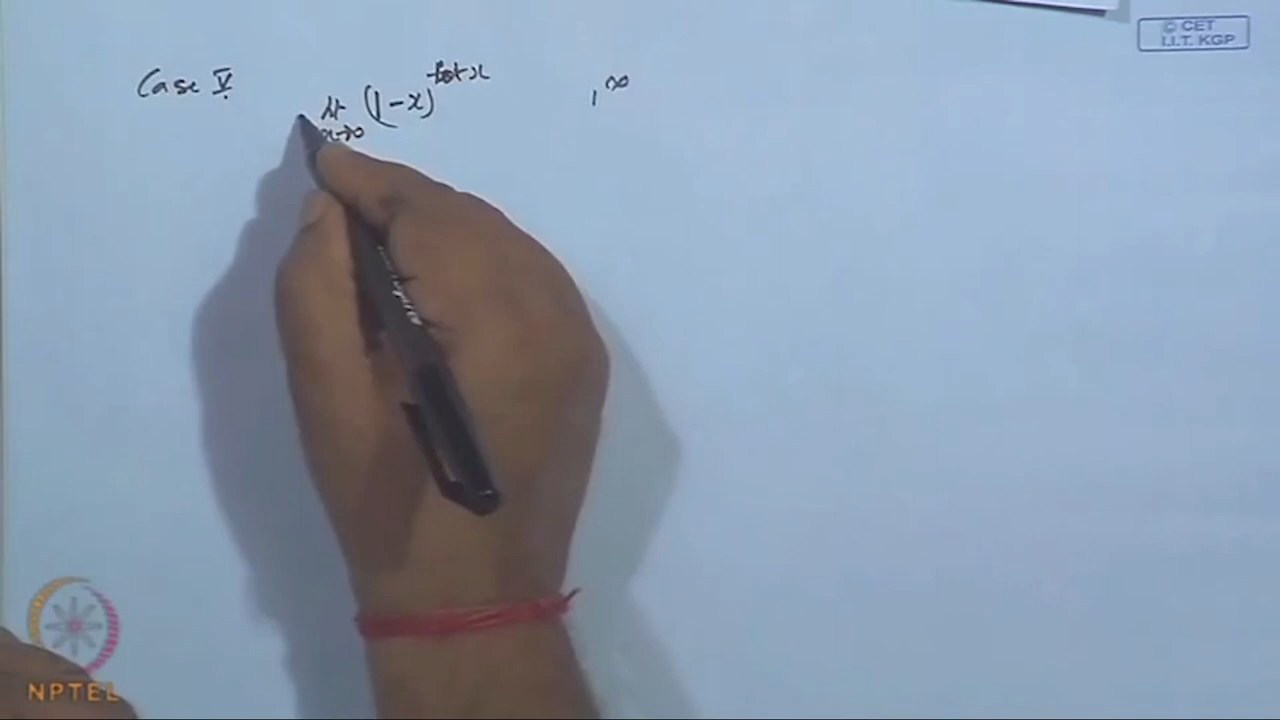 © CET
I.I.T. KGP
Case V. lt (1-x)^cot x 1^∞
x→0
NPTEL